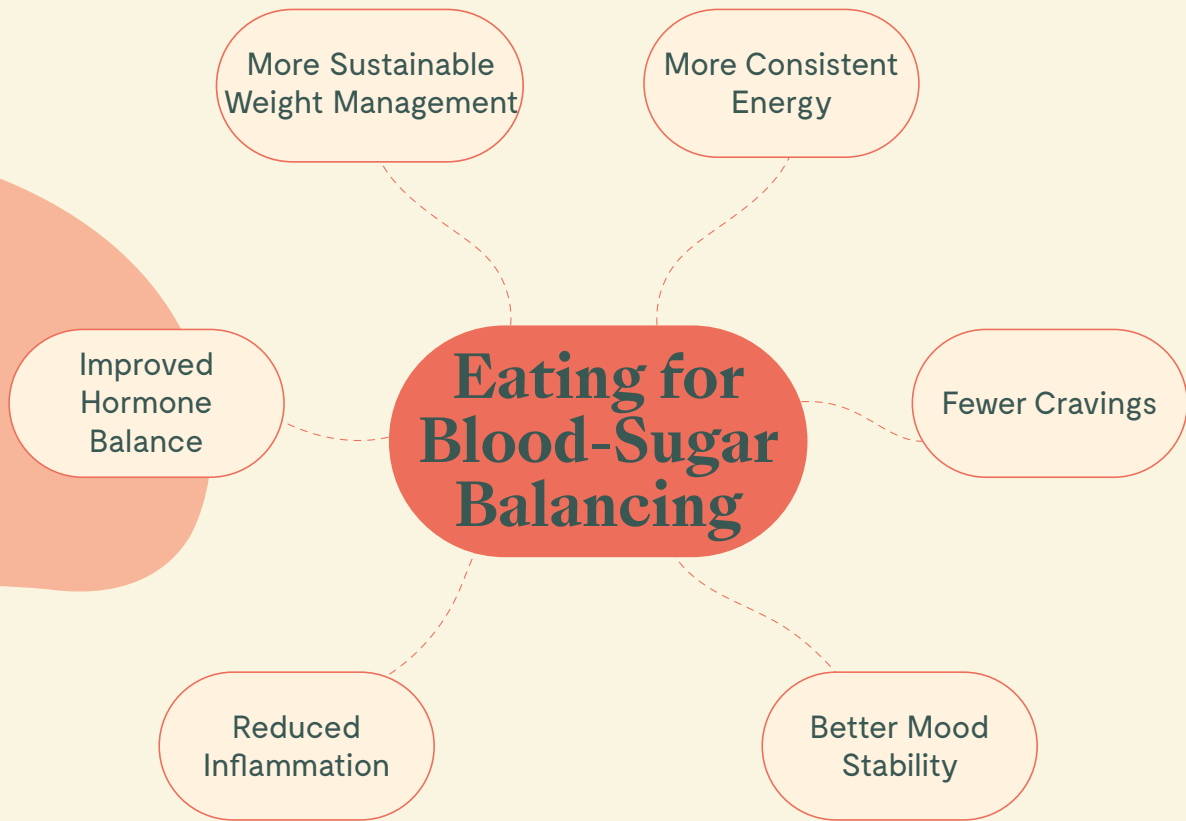 More Sustainable
Weight Management
More Consistent
Energy
Improved
Hormone
Balance
Eating for
Blood-Sugar
Balancing
Fewer Cravings
Reduced
Inflammation
Better Mood
Stability